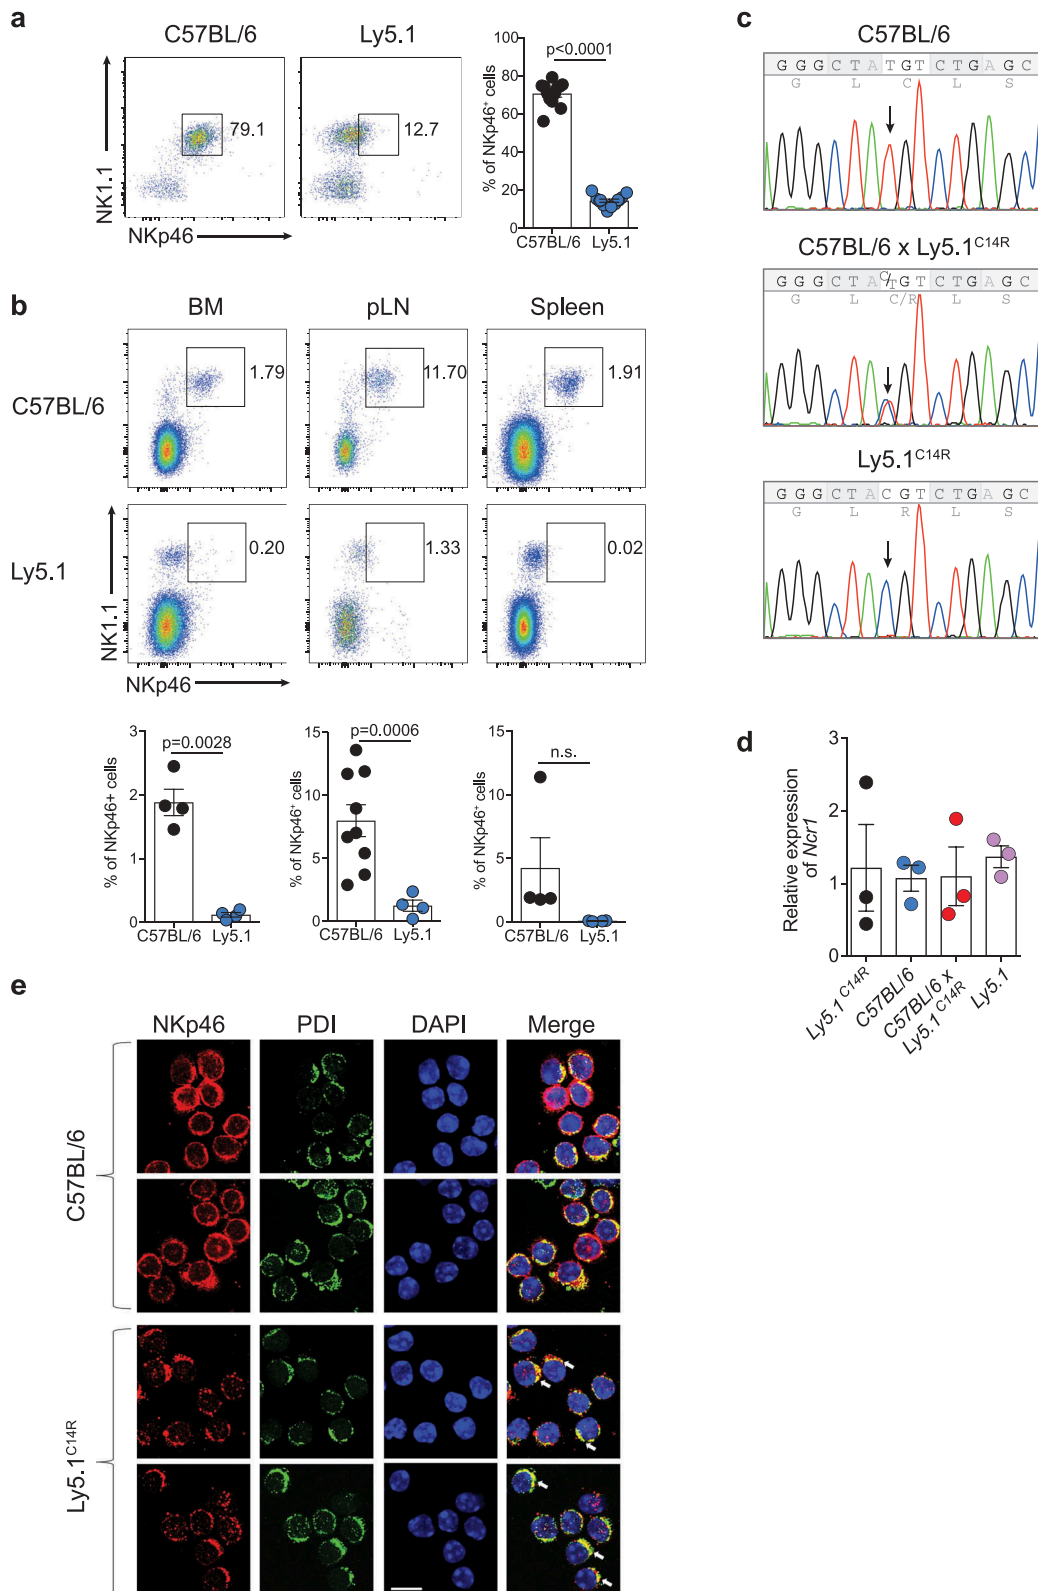 a
C57BL/6
Ly5.1
79.1
12.7
NK1.1
NKp46
% of NKp46⁺ cells
100
80
60
40
20
0
p<0.0001
C57BL/6
Ly5.1
b
BM
pLN
Spleen
C57BL/6
1.79
11.70
1.91
Ly5.1
0.20
1.33
0.02
NK1.1
NKp46
% of NKp46+ cells
3
2
1
0
p=0.0028
C57BL/6
Ly5.1
% of NKp46⁺ cells
15
10
5
0
p=0.0006
C57BL/6
Ly5.1
% of NKp46⁺ cells
15
10
5
0
n.s.
C57BL/6
Ly5.1
c
C57BL/6
G G G C T A T G T C T G A G C
G L C L S
C57BL/6 x Ly5.1ᶜ¹⁴ᴿ
G G G C T A C/T G T C T G A G C
G L C/R L S
Ly5.1ᶜ¹⁴ᴿ
G G G C T A C G T C T G A G C
G L R L S
d
Relative expression
of Ncr1
3
2
1
0
Ly5.1ᶜ¹⁴ᴿ
C57BL/6
C57BL/6 x
Ly5.1ᶜ¹⁴ᴿ
Ly5.1
e
NKp46
PDI
DAPI
Merge
C57BL/6
Ly5.1ᶜ¹⁴ᴿ